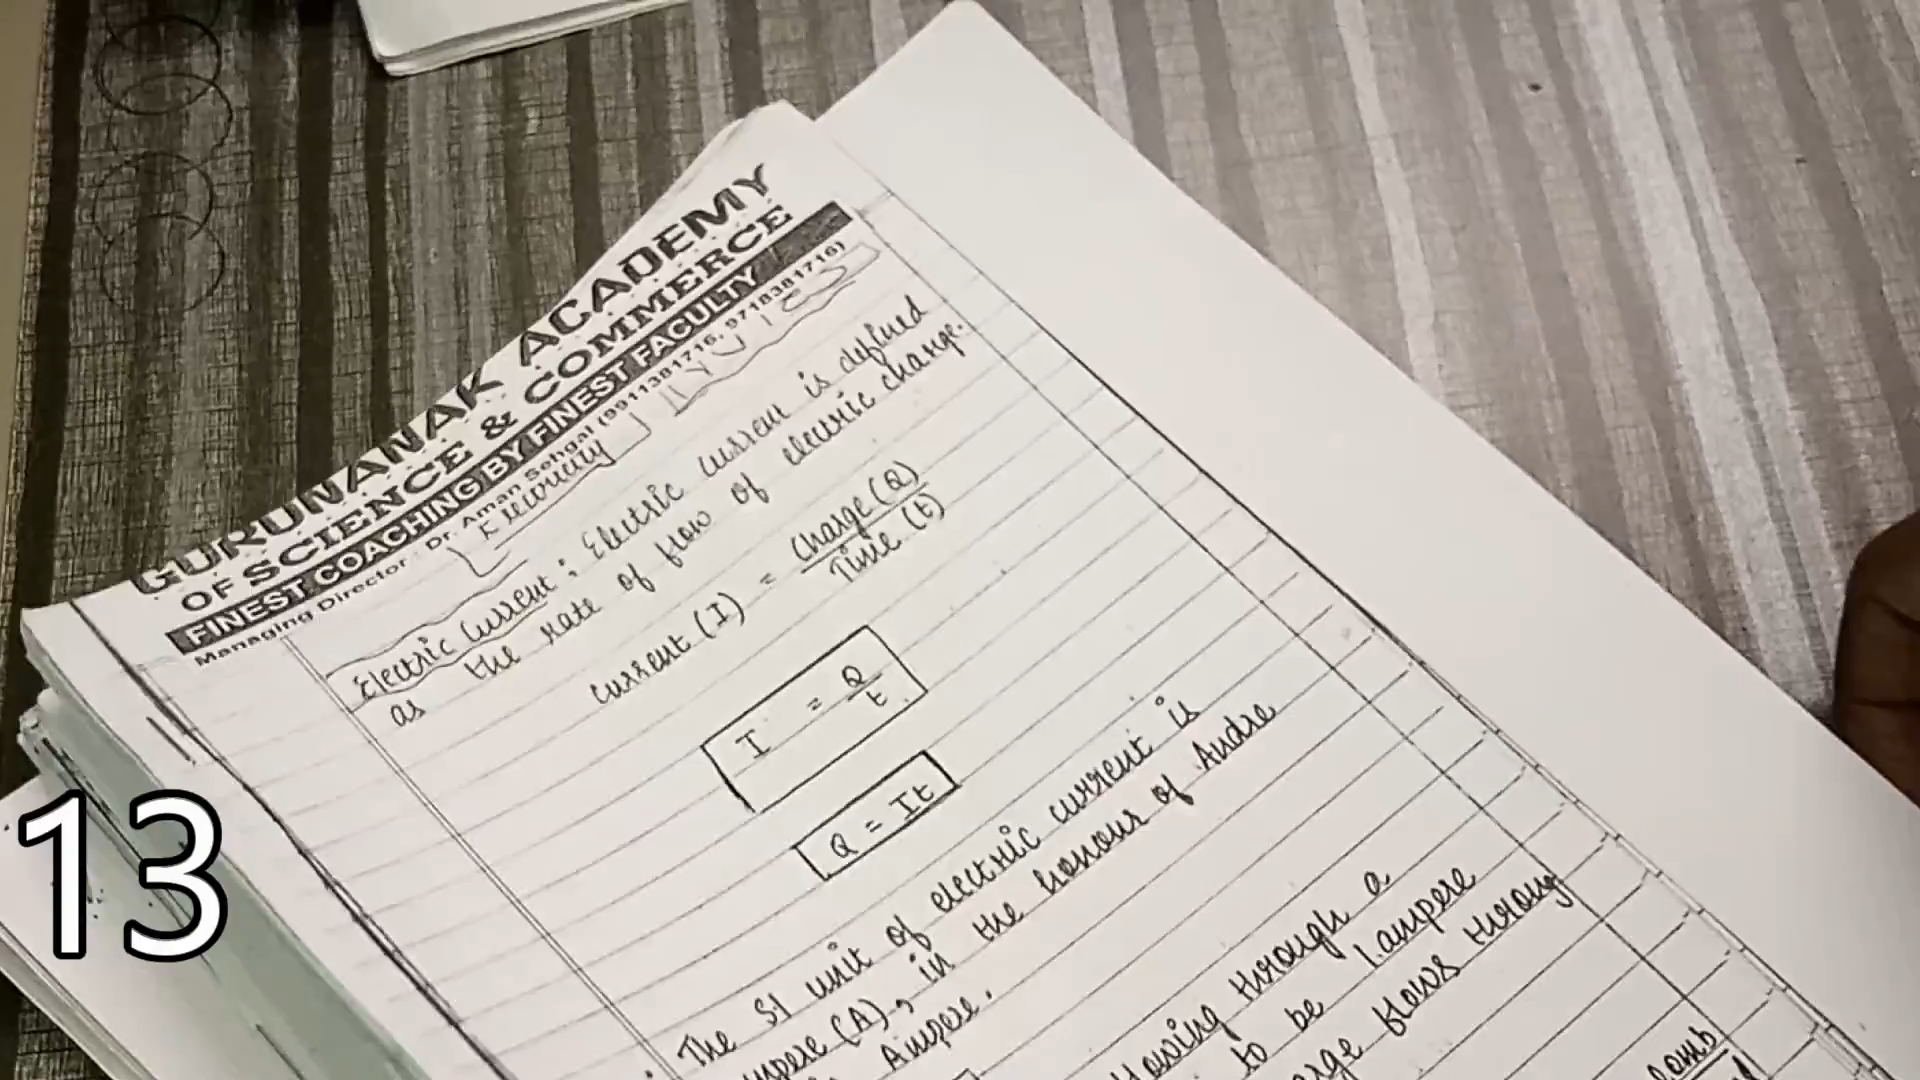 GURUNANAK ACADEMY
OF SCIENCE & COMMERCE
FINEST COACHING BY FINEST FACULTY
Managing Director : Dr. Aman Sehgal (9911381716, 9718381716)
Electricity
Electric Current : Electric current is defined
as the rate of flow of electric charge.
Current (I) = Charge (Q) / Time (t)
I = Q / t
Q = It
The SI unit of electric current is
(A), in the honour of Andre
Ampere.
flowing through a
to be 1 ampere
flows throug
13